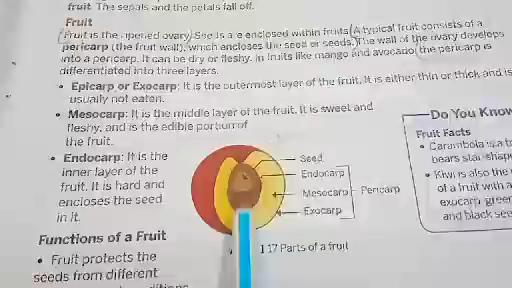 fruit. The sepals and the petals fall off.
Fruit
Fruit is the ripened ovary. Seeds are enclosed within fruits. A typical fruit consists of a
pericarp (the fruit wall), which encloses the seed or seeds. The wall of the ovary develops
into a pericarp. It can be dry or fleshy. In fruits like mango and avocado, the pericarp is
differentiated into three layers.
• Epicarp or Exocarp: It is the outermost layer of the fruit. It is either thin or thick and is
usually not eaten.
• Mesocarp: It is the middle layer of the fruit. It is sweet and
fleshy, and is the edible portion of
the fruit.
• Endocarp: It is the
inner layer of the
fruit. It is hard and
encloses the seed
in it.
Seed
Endocarp
Mesocarp
Exocarp
Pericarp
1.17 Parts of a fruit
Functions of a Fruit
• Fruit protects the
seeds from different
Do You Know
Fruit Facts
• Carambola is a
bears star-shap
• Kiwi is also the
of a fruit with a
exocarp, green
and black see